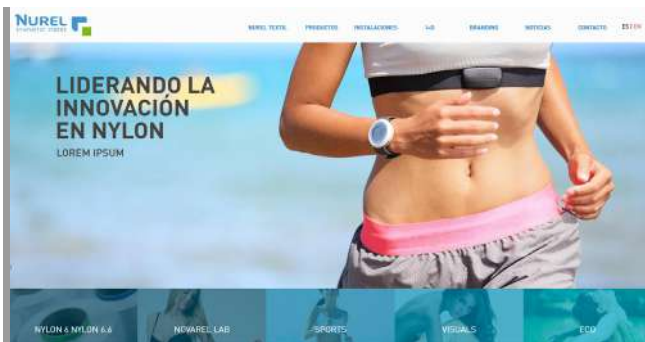 NUREL
SYNTHETIC FIBERS
NUREL TEXTIL PRODUCTOS INSTALACIONES I+D BRANDING NOTICIAS CONTACTO ES / EN
LIDERANDO LA
INNOVACIÓN
EN NYLON
LOREM IPSUM
NYLON 6 NYLON 6.6 NOVAREL LAB SPORTS VISUALS ECO